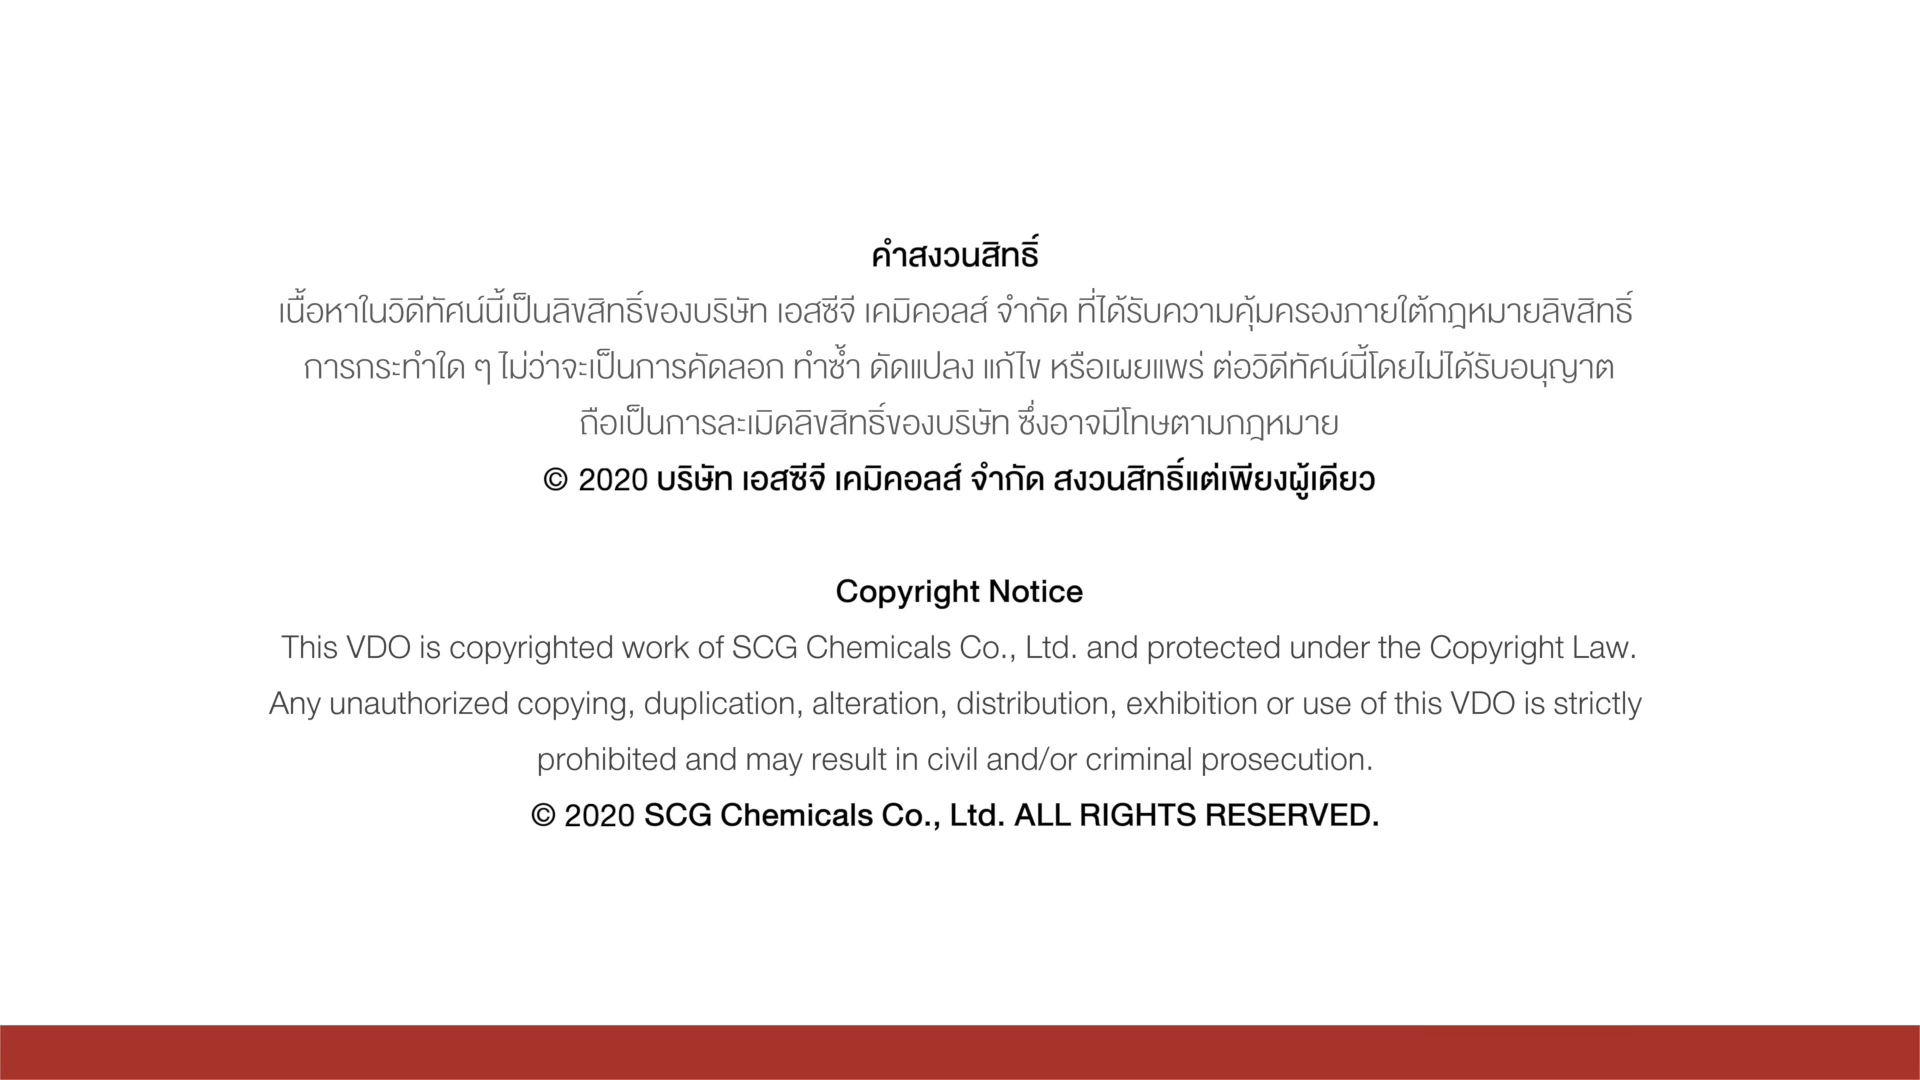 คำสงวนสิทธิ์
เนื้อหาในวิดีทัศน์นี้เป็นลิขสิทธิ์ของบริษัท เอสซีจี เคมิคอลส์ จำกัด ที่ได้รับความคุ้มครองภายใต้กฎหมายลิขสิทธิ์
การกระทำใด ๆ ไม่ว่าจะเป็นการคัดลอก ทำซ้ำ ดัดแปลง แก้ไข หรือเผยแพร่ ต่อวิดีทัศน์นี้โดยไม่ได้รับอนุญาต
ถือเป็นการละเมิดลิขสิทธิ์ของบริษัท ซึ่งอาจมีโทษตามกฎหมาย
© 2020 บริษัท เอสซีจี เคมิคอลส์ จำกัด สงวนสิทธิ์แต่เพียงผู้เดียว
Copyright Notice
This VDO is copyrighted work of SCG Chemicals Co., Ltd. and protected under the Copyright Law.
Any unauthorized copying, duplication, alteration, distribution, exhibition or use of this VDO is strictly
prohibited and may result in civil and/or criminal prosecution.
© 2020 SCG Chemicals Co., Ltd. ALL RIGHTS RESERVED.